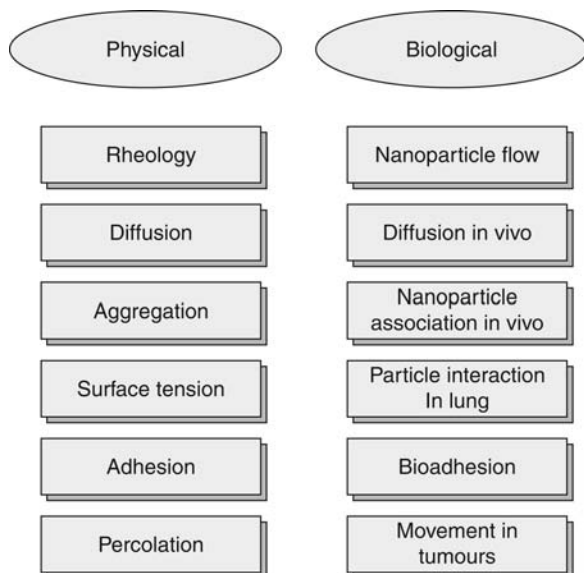 Physical
Biological
Rheology
Nanoparticle flow
Diffusion
Diffusion in vivo
Aggregation
Nanoparticle
association in vivo
Surface tension
Particle interaction
In lung
Adhesion
Bioadhesion
Percolation
Movement in
tumours